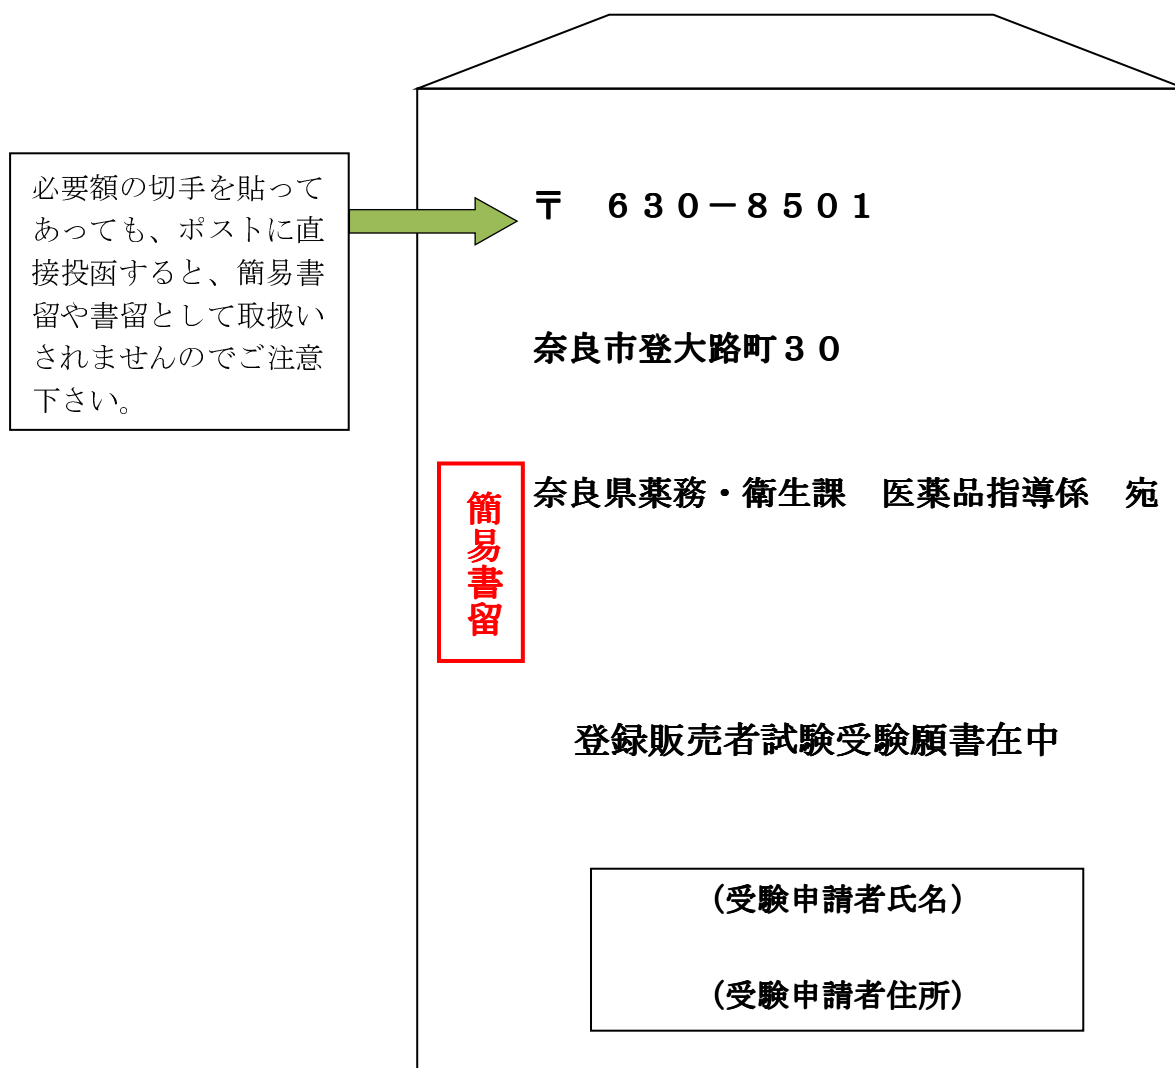 必要額の切手を貼って
あっても、ポストに直
接投函すると、簡易書
留や書留として取扱い
されませんのでご注意
下さい。
〒　６３０－８５０１
奈良市登大路町３０
奈良県薬務・衛生課　医薬品指導係　宛
簡易書留
登録販売者試験受験願書在中
（受験申請者氏名）
（受験申請者住所）